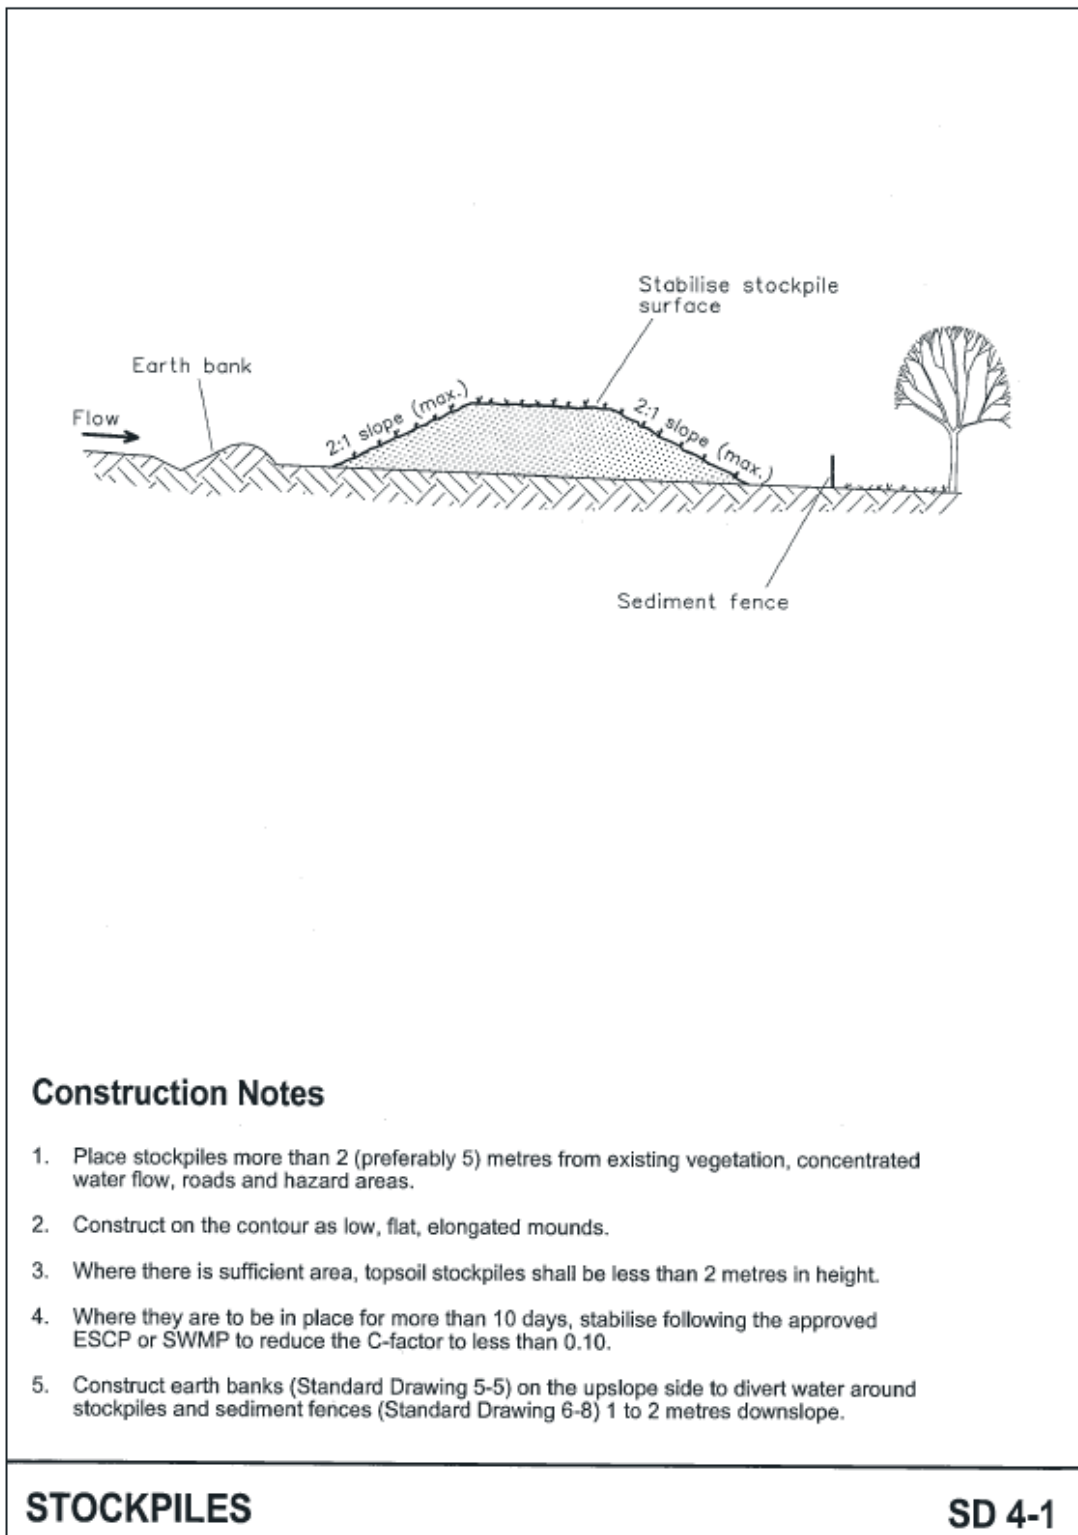 Stabilise stockpile
surface
Earth bank
Flow
2:1 slope (max.)
2:1 slope (max.)
Sediment fence
Construction Notes
1. Place stockpiles more than 2 (preferably 5) metres from existing vegetation, concentrated
water flow, roads and hazard areas.
2. Construct on the contour as low, flat, elongated mounds.
3. Where there is sufficient area, topsoil stockpiles shall be less than 2 metres in height.
4. Where they are to be in place for more than 10 days, stabilise following the approved
ESCP or SWMP to reduce the C-factor to less than 0.10.
5. Construct earth banks (Standard Drawing 5-5) on the upslope side to divert water around
stockpiles and sediment fences (Standard Drawing 6-8) 1 to 2 metres downslope.
STOCKPILES SD 4-1